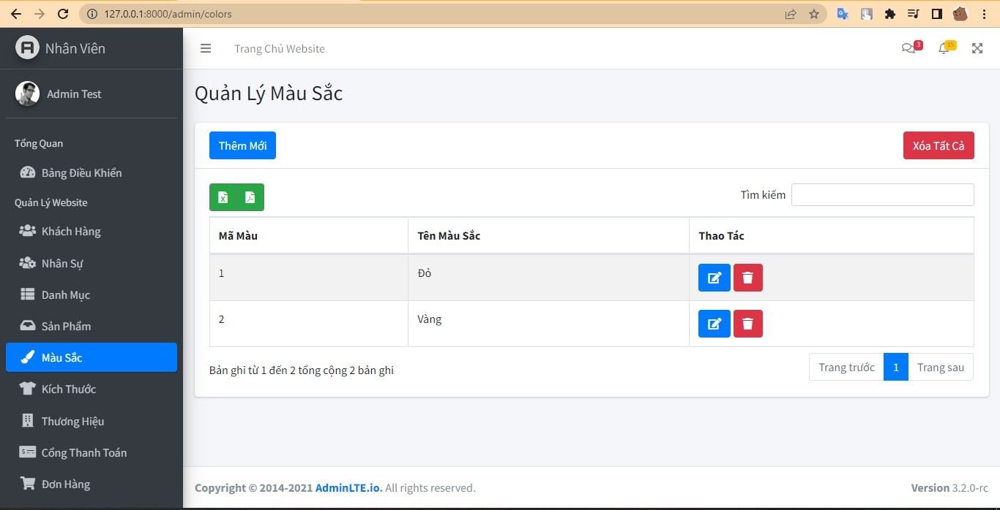 127.0.0.1:8000/admin/colors
Nhân Viên
Trang Chủ Website
3
15
Admin Test
Quản Lý Màu Sắc
Tổng Quan
Bảng Điều Khiển
Quản Lý Website
Khách Hàng
Nhân Sự
Danh Mục
Sản Phẩm
Màu Sắc
Kích Thước
Thương Hiệu
Cổng Thanh Toán
Đơn Hàng
Thêm Mới
Xóa Tất Cả
Tìm kiếm
Mã Màu Tên Màu Sắc Thao Tác
1 Đỏ
2 Vàng
Bản ghi từ 1 đến 2 tổng cộng 2 bản ghi
Trang trước 1 Trang sau
Copyright © 2014-2021 AdminLTE.io. All rights reserved.
Version 3.2.0-rc